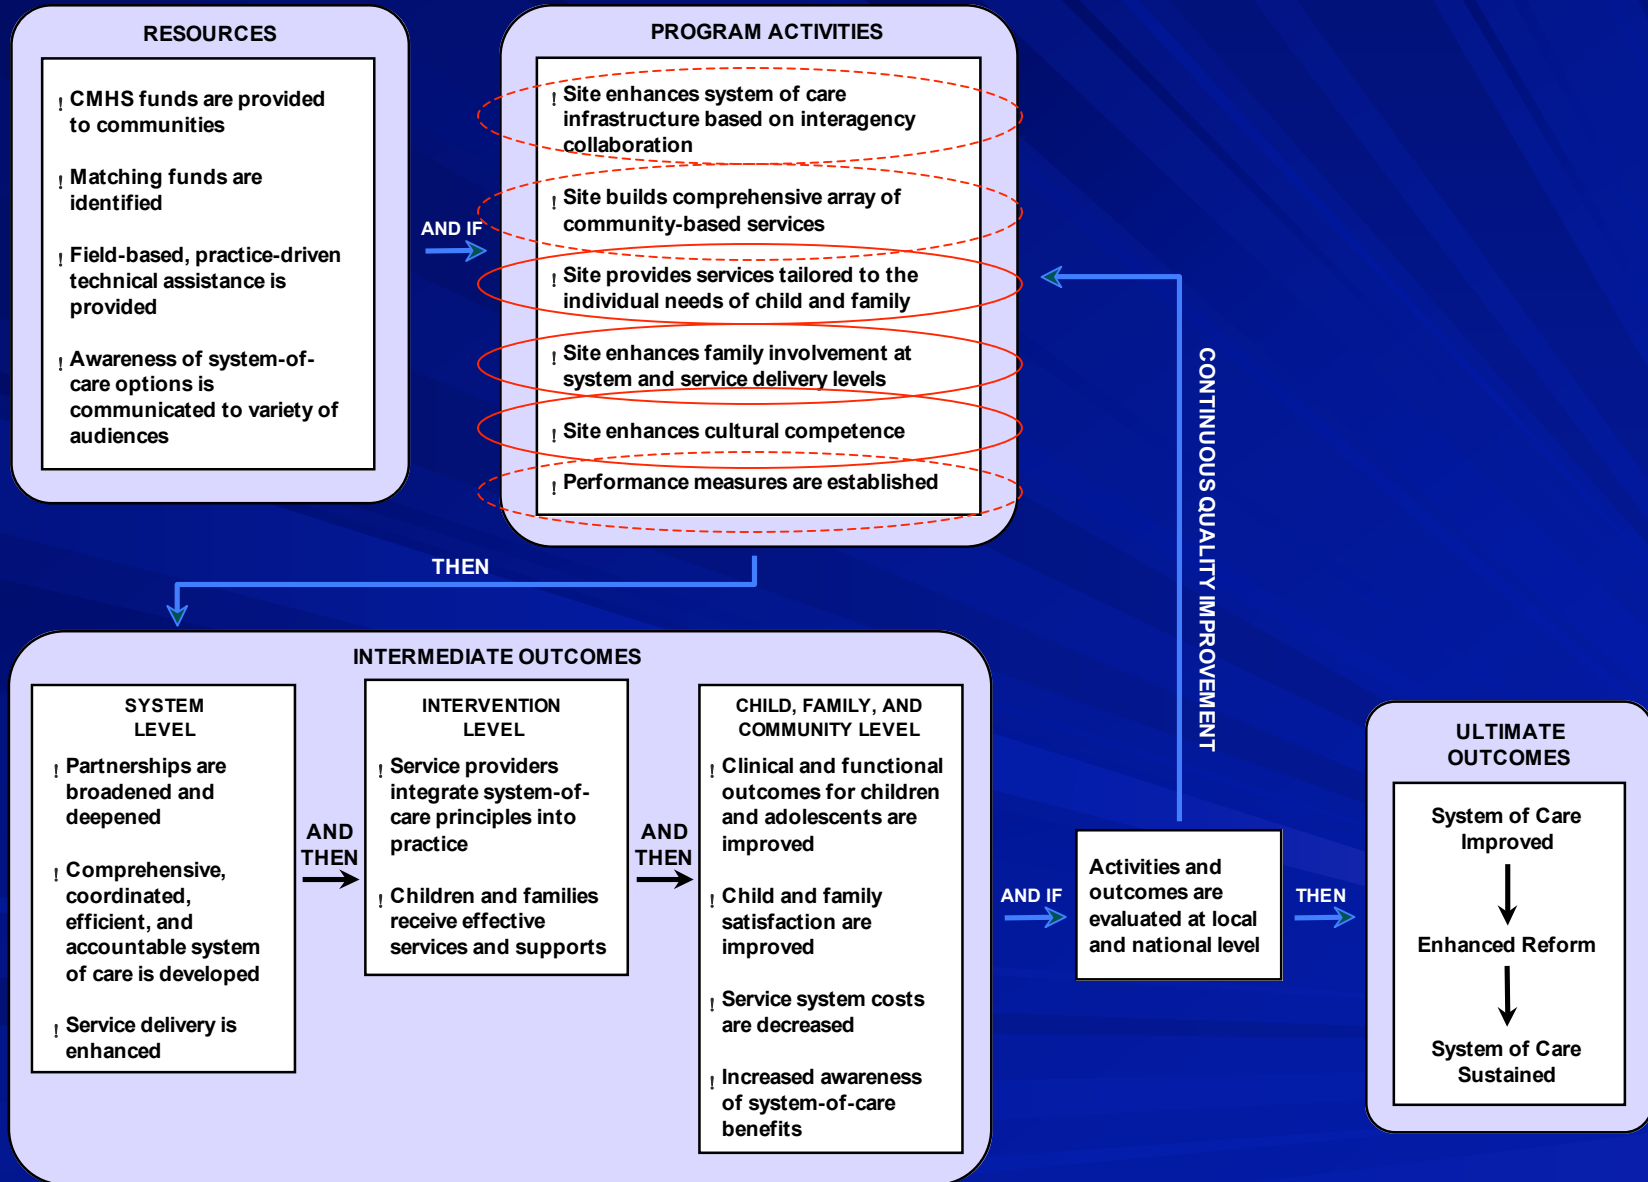 RESOURCES
! CMHS funds are provided
to communities
! Matching funds are
identified
! Field-based, practice-driven
technical assistance is
provided
! Awareness of system-of-
care options is
communicated to variety of
audiences
AND IF
PROGRAM ACTIVITIES
! Site enhances system of care
infrastructure based on interagency
collaboration
! Site builds comprehensive array of
community-based services
! Site provides services tailored to the
individual needs of child and family
! Site enhances family involvement at
system and service delivery levels
! Site enhances cultural competence
! Performance measures are established
THEN
INTERMEDIATE OUTCOMES
SYSTEM
LEVEL
! Partnerships are
broadened and
deepened
! Comprehensive,
coordinated,
efficient, and
accountable system
of care is developed
! Service delivery is
enhanced
AND
THEN
INTERVENTION
LEVEL
! Service providers
integrate system-of-
care principles into
practice
! Children and families
receive effective
services and supports
AND
THEN
CHILD, FAMILY, AND
COMMUNITY LEVEL
! Clinical and functional
outcomes for children
and adolescents are
improved
! Child and family
satisfaction are
improved
! Service system costs
are decreased
! Increased awareness
of system-of-care
benefits
AND IF
Activities and
outcomes are
evaluated at local
and national level
CONTINUOUS QUALITY IMPROVEMENT
THEN
ULTIMATE
OUTCOMES
System of Care
Improved
Enhanced Reform
System of Care
Sustained